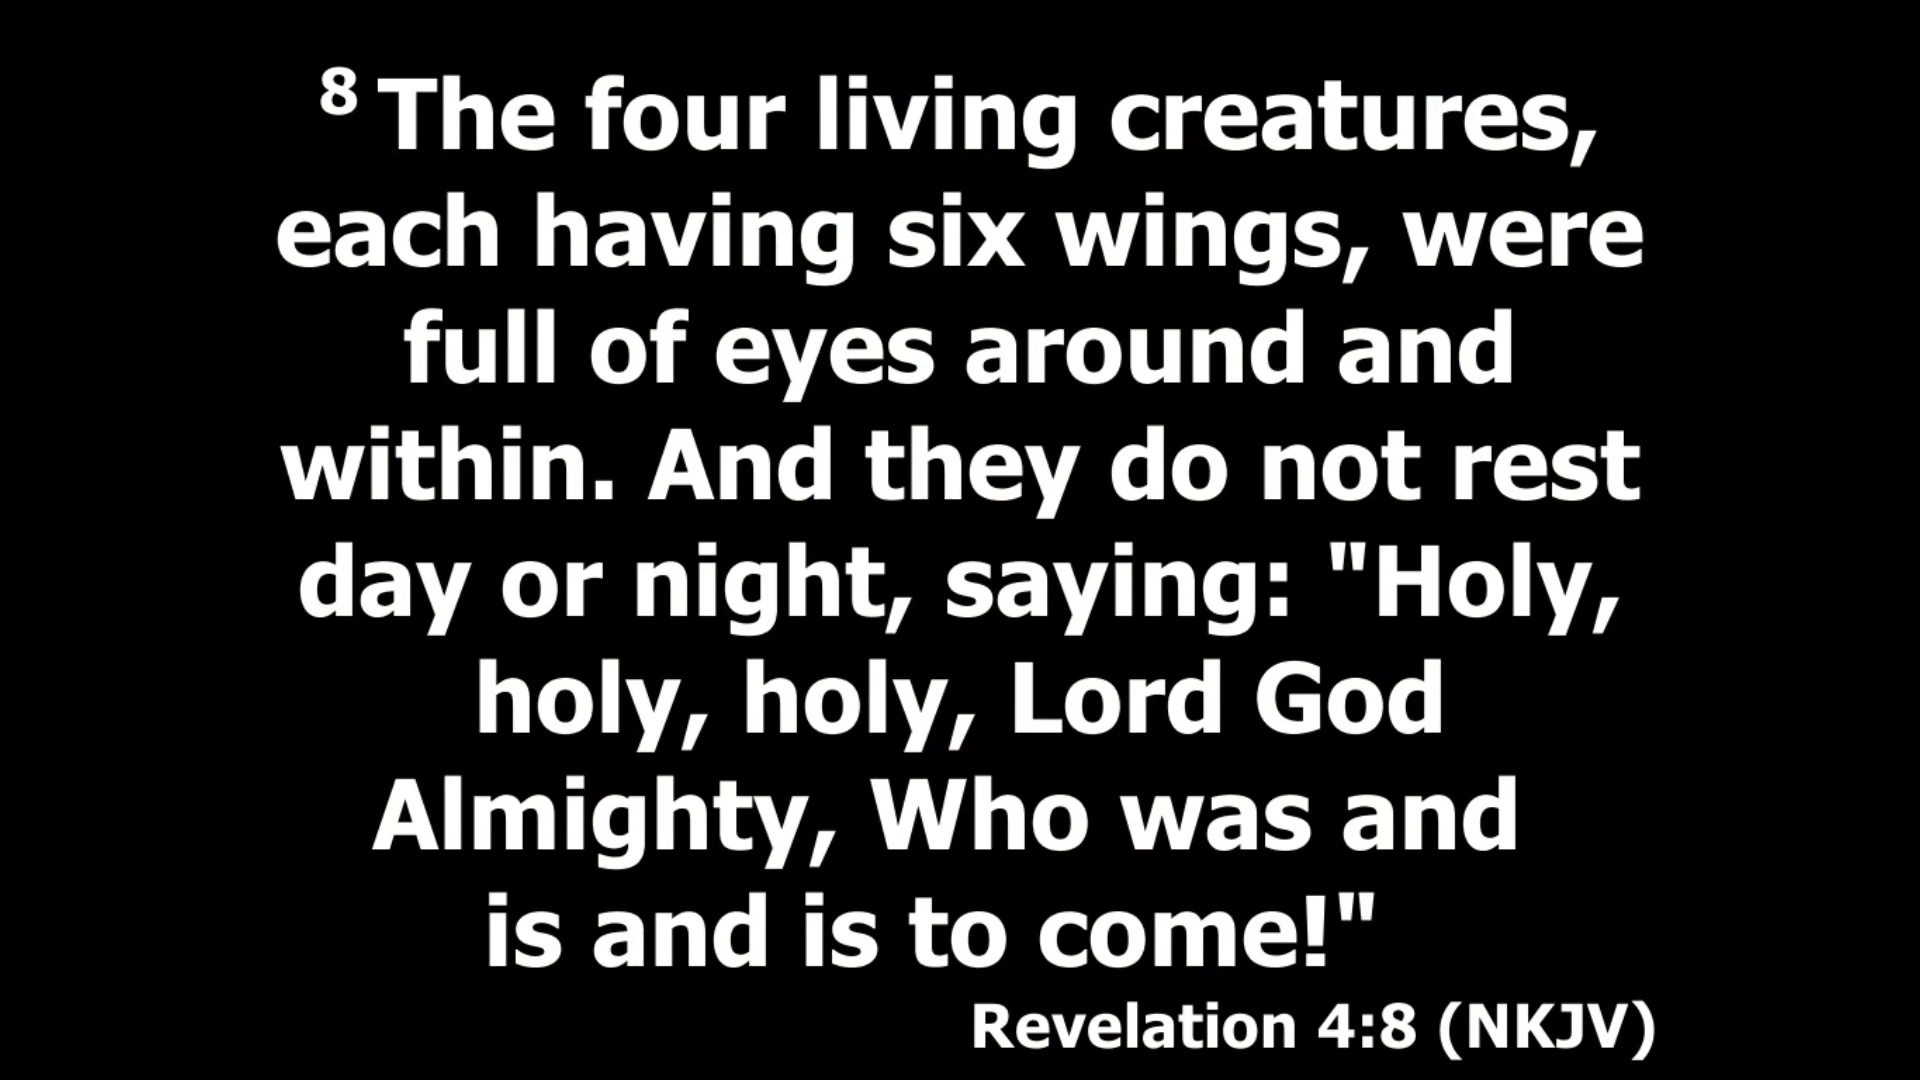 8 The four living creatures,
each having six wings, were
full of eyes around and
within. And they do not rest
day or night, saying: "Holy,
holy, holy, Lord God
Almighty, Who was and
is and is to come!"
Revelation 4:8 (NKJV)